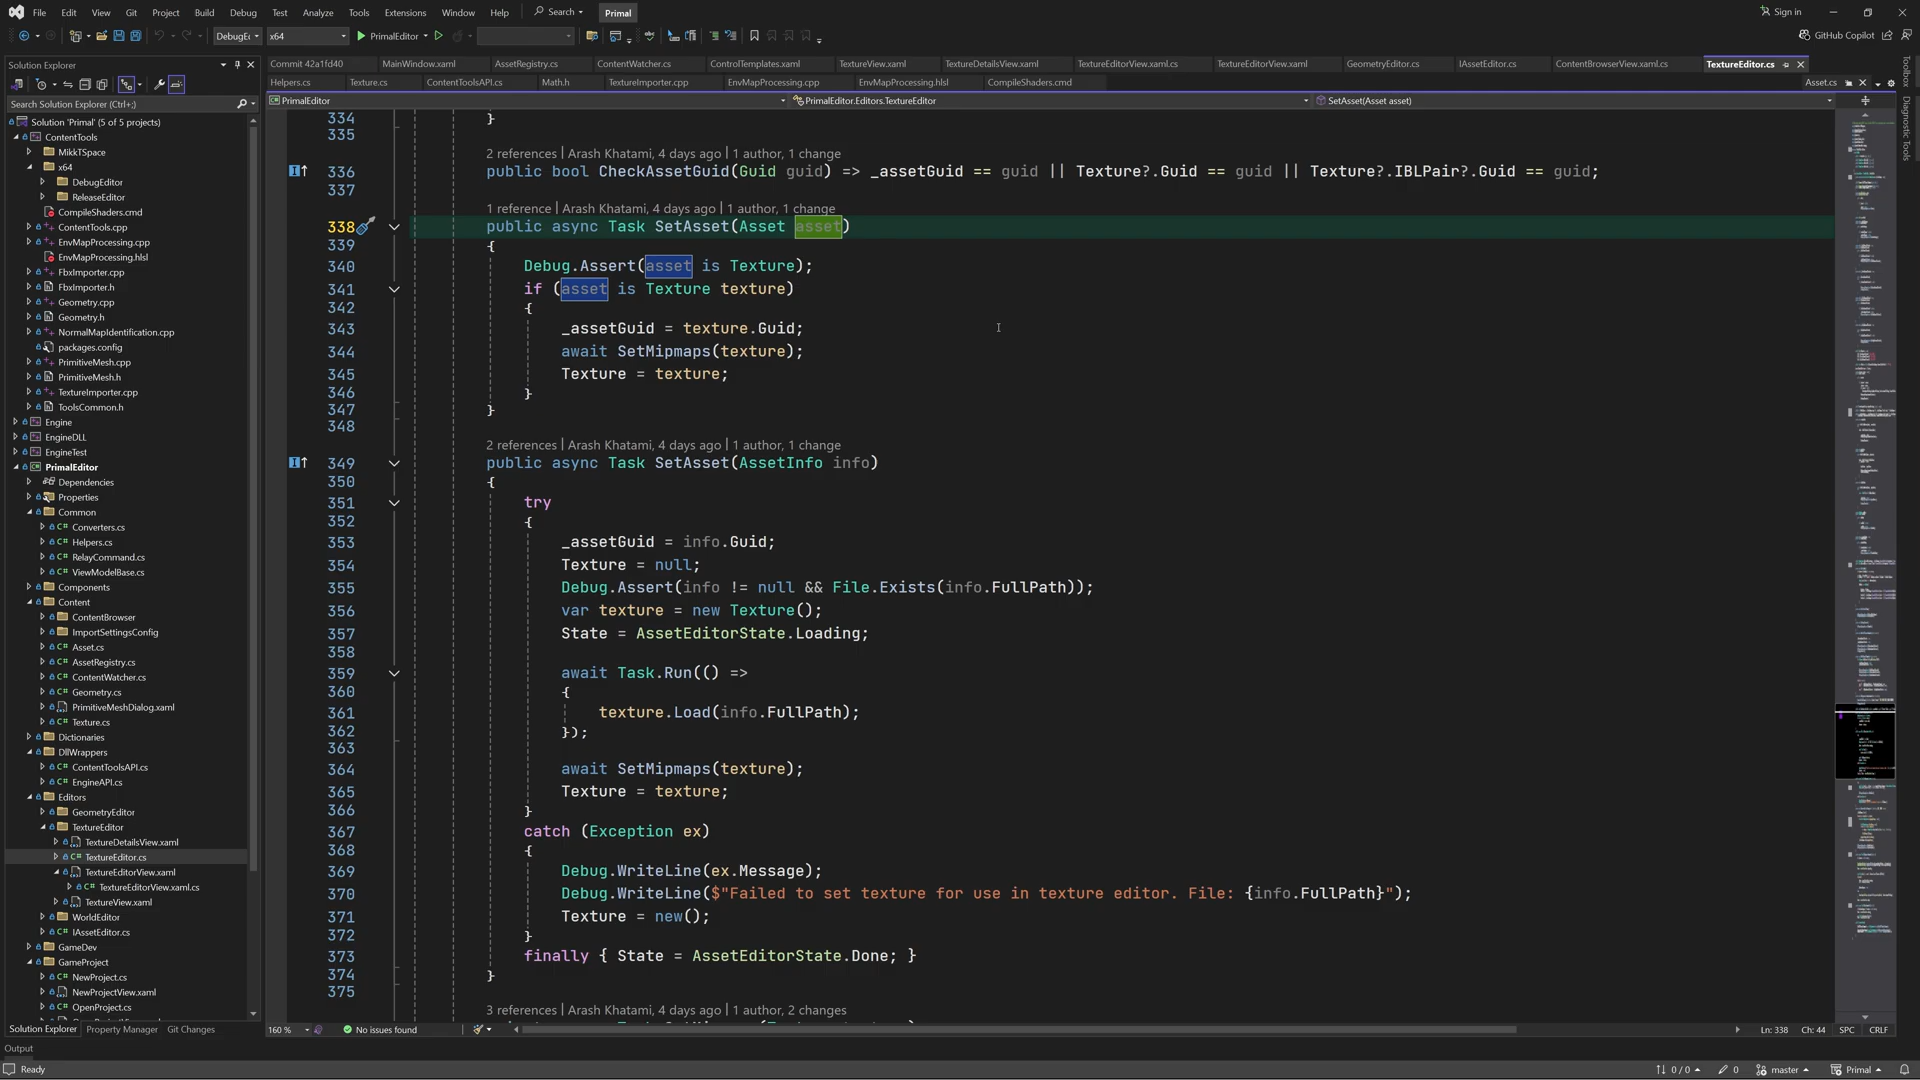 File Edit View Git Project Build Debug Test Analyze Tools Extensions Window Help Search Primal Sign in
DebugEc x64 PrimalEditor GitHub Copilot
Solution Explorer
Search Solution Explorer (Ctrl+;)
Solution 'Primal' (5 of 5 projects)
ContentTools
MikkTSpace
x64
DebugEditor
ReleaseEditor
CompileShaders.cmd
ContentTools.cpp
EnvMapProcessing.cpp
EnvMapProcessing.hlsl
FbxImporter.cpp
FbxImporter.h
Geometry.cpp
Geometry.h
NormalMapIdentification.cpp
packages.config
PrimitiveMesh.cpp
PrimitiveMesh.h
TextureImporter.cpp
ToolsCommon.h
Engine
EngineDLL
EngineTest
PrimalEditor
Dependencies
Properties
Common
Converters.cs
Helpers.cs
RelayCommand.cs
ViewModelBase.cs
Components
Content
ContentBrowser
ImportSettingsConfig
Asset.cs
AssetRegistry.cs
ContentWatcher.cs
Geometry.cs
PrimitiveMeshDialog.xaml
Texture.cs
Dictionaries
DllWrappers
ContentToolsAPI.cs
EngineAPI.cs
Editors
GeometryEditor
TextureEditor
TextureDetailsView.xaml
TextureEditor.cs
TextureEditorView.xaml
TextureEditorView.xaml.cs
TextureView.xaml
WorldEditor
IAssetEditor.cs
GameDev
GameProject
NewProject.cs
NewProjectView.xaml
OpenProject.cs
Solution Explorer Property Manager Git Changes
Commit 42a1fd40 MainWindow.xaml AssetRegistry.cs ContentWatcher.cs ControlTemplates.xaml TextureView.xaml TextureDetailsView.xaml TextureEditorView.xaml.cs TextureEditorView.xaml GeometryEditor.cs IAssetEditor.cs ContentBrowserView.xaml.cs TextureEditor.cs
Helpers.cs Texture.cs ContentToolsAPI.cs Math.h TextureImporter.cpp EnvMapProcessing.cpp EnvMapProcessing.hlsl CompileShaders.cmd Asset.cs
PrimalEditor PrimalEditor.Editors.TextureEditor SetAsset(Asset asset)
334 }
335
2 references | Arash Khatami, 4 days ago | 1 author, 1 change
336 public bool CheckAssetGuid(Guid guid) => _assetGuid == guid || Texture?.Guid == guid || Texture?.IBLPair?.Guid == guid;
337
1 reference | Arash Khatami, 4 days ago | 1 author, 1 change
338 public async Task SetAsset(Asset asset)
339 {
340 Debug.Assert(asset is Texture);
341 if (asset is Texture texture)
342 {
343 _assetGuid = texture.Guid;
344 await SetMipmaps(texture);
345 Texture = texture;
346 }
347 }
348
2 references | Arash Khatami, 4 days ago | 1 author, 1 change
349 public async Task SetAsset(AssetInfo info)
350 {
351 try
352 {
353 _assetGuid = info.Guid;
354 Texture = null;
355 Debug.Assert(info != null && File.Exists(info.FullPath));
356 var texture = new Texture();
357 State = AssetEditorState.Loading;
358
359 await Task.Run(() =>
360 {
361 texture.Load(info.FullPath);
362 });
363
364 await SetMipmaps(texture);
365 Texture = texture;
366 }
367 catch (Exception ex)
368 {
369 Debug.WriteLine(ex.Message);
370 Debug.WriteLine($"Failed to set texture for use in texture editor. File: {info.FullPath}");
371 Texture = new();
372 }
373 finally { State = AssetEditorState.Done; }
374 }
375
3 references | Arash Khatami, 4 days ago | 1 author, 2 changes
160 % No issues found Ln: 338 Ch: 44 SPC CRLF
Toolbox
Diagnostic Tools
Output
Ready 0 / 0 0 master Primal